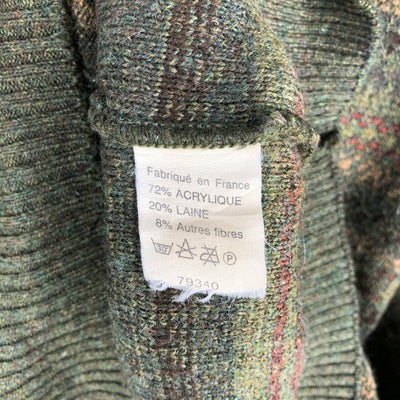 Fabriqué en France
72% ACRYLIQUE
20% LAINE
8% Autres fibres
30° P
79340